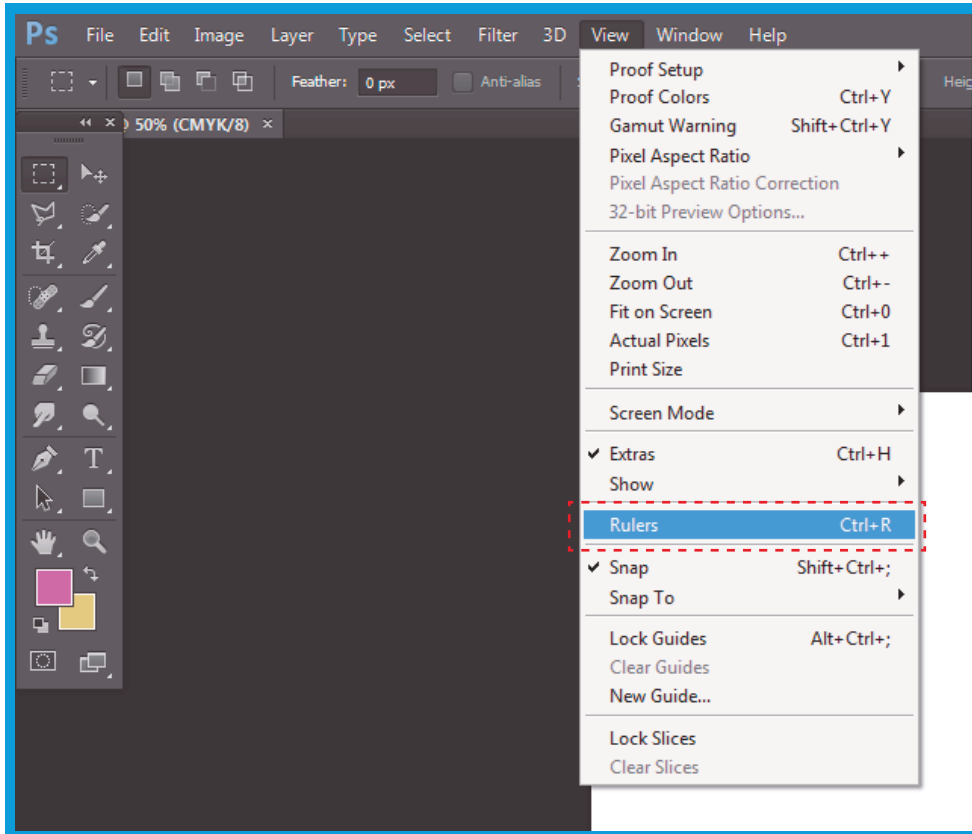 Ps File Edit Image Layer Type Select Filter 3D View Window Help
Feather: 0 px Anti-alias
50% (CMYK/8) ×
Proof Setup
Proof Colors Ctrl+Y
Gamut Warning Shift+Ctrl+Y
Pixel Aspect Ratio
Pixel Aspect Ratio Correction
32-bit Preview Options...
Zoom In Ctrl++
Zoom Out Ctrl+-
Fit on Screen Ctrl+0
Actual Pixels Ctrl+1
Print Size
Screen Mode
Extras Ctrl+H
Show
Rulers Ctrl+R
Snap Shift+Ctrl+;
Snap To
Lock Guides Alt+Ctrl+;
Clear Guides
New Guide...
Lock Slices
Clear Slices